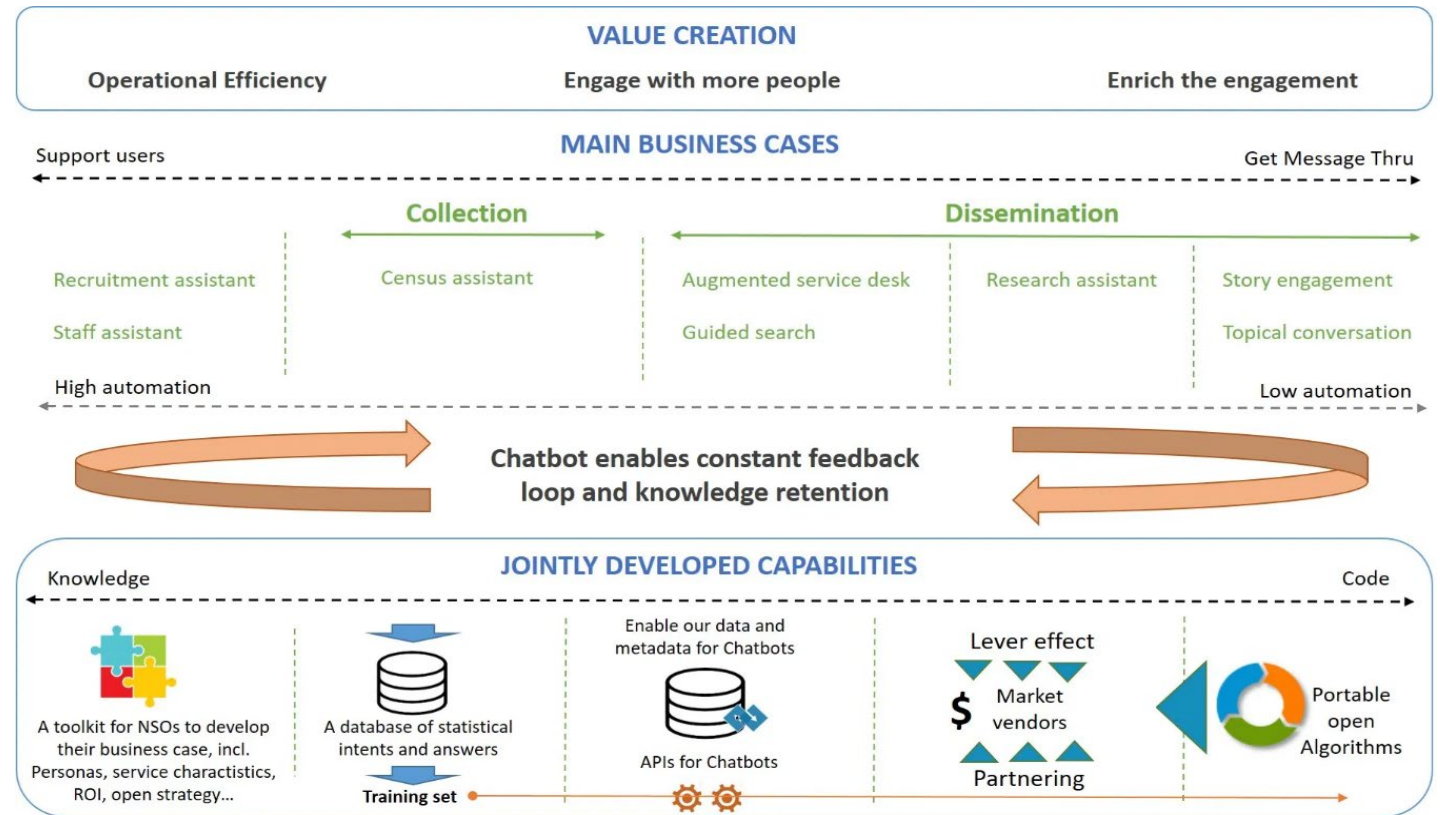 VALUE CREATION
Operational Efficiency
Engage with more people
Enrich the engagement
MAIN BUSINESS CASES
Support users
Get Message Thru
Collection
Dissemination
Recruitment assistant
Census assistant
Augmented service desk
Research assistant
Story engagement
Staff assistant
Guided search
Topical conversation
High automation
Low automation
Chatbot enables constant feedback
loop and knowledge retention
JOINTLY DEVELOPED CAPABILITIES
Knowledge
Code
A toolkit for NSOs to develop
their business case, incl.
Personas, service charactistics,
ROI, open strategy…
A database of statistical
intents and answers
Training set
Enable our data and
metadata for Chatbots
APIs for Chatbots
Lever effect
$
Market
vendors
Partnering
Portable
open
Algorithms